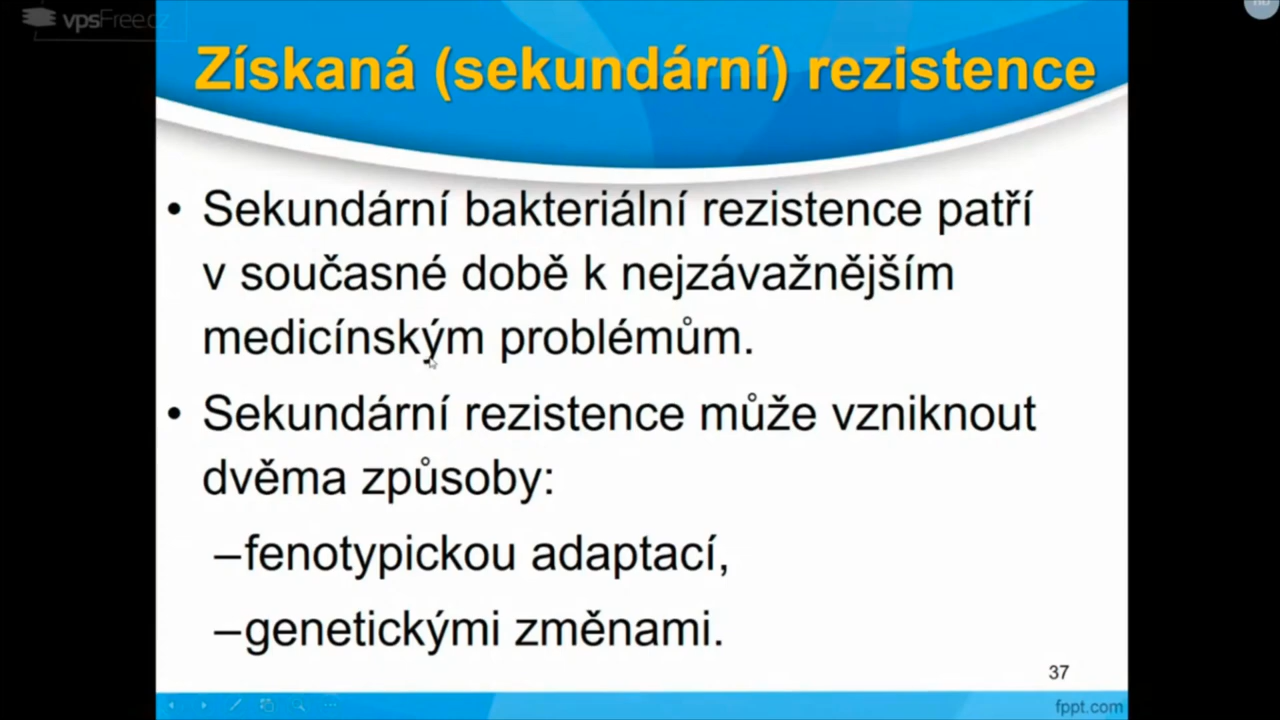 vpsFree.cz
Získaná (sekundární) rezistence
• Sekundární bakteriální rezistence patří
v současné době k nejzávažnějším
medicínským problémům.
• Sekundární rezistence může vzniknout
dvěma způsoby:
–fenotypickou adaptací,
–genetickými změnami.
37
fppt.com